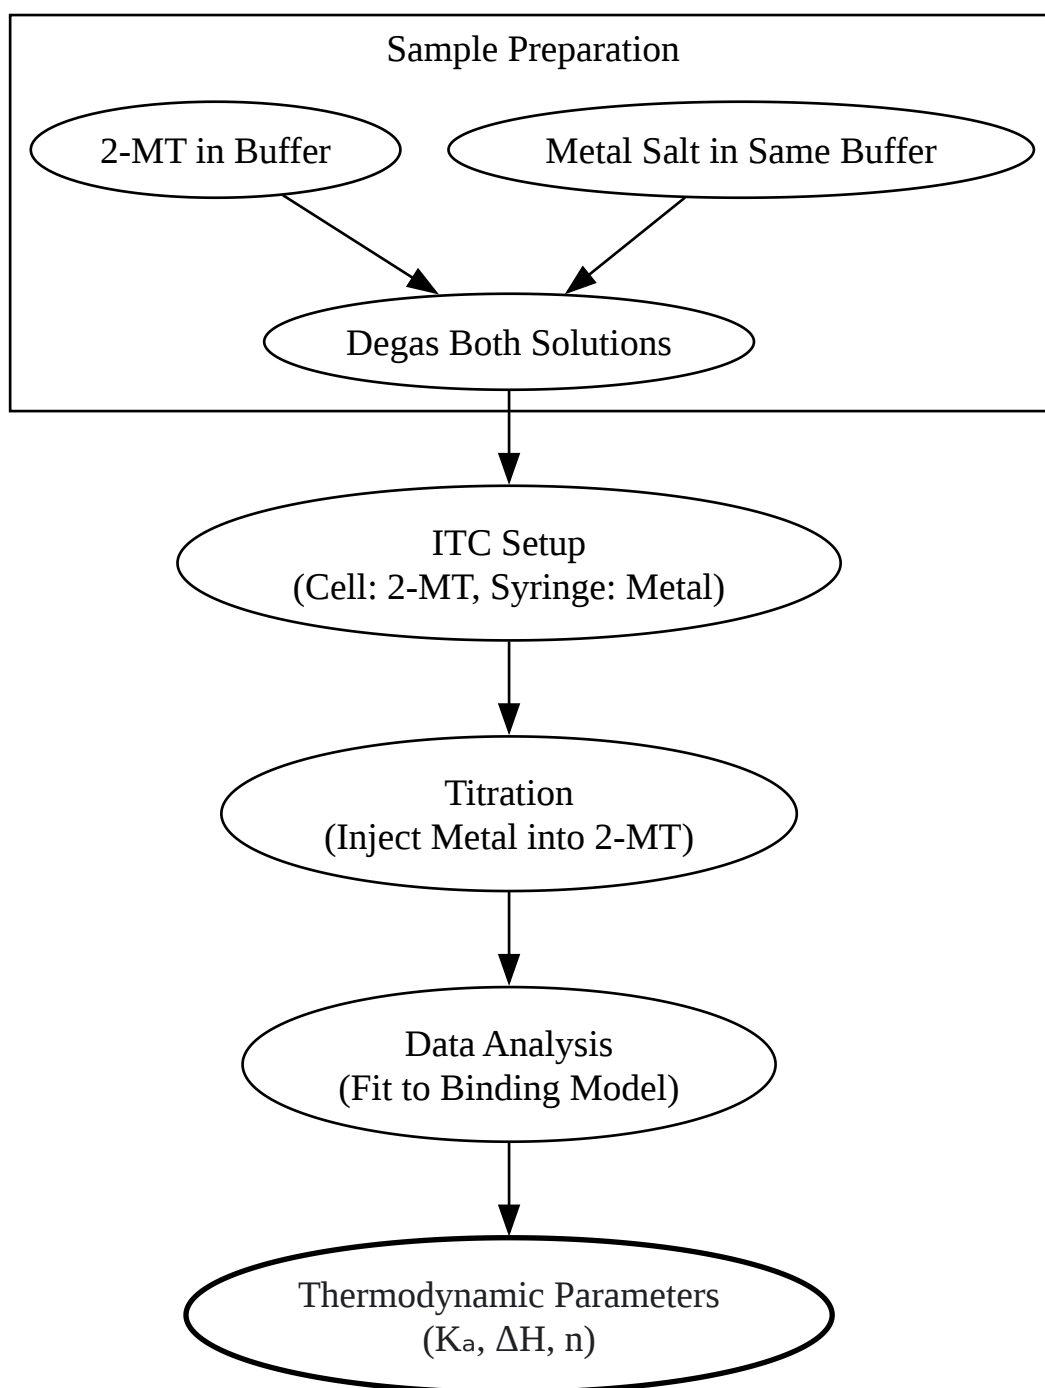 Sample Preparation
2-MT in Buffer
Metal Salt in Same Buffer
Degas Both Solutions
ITC Setup
(Cell: 2-MT, Syringe: Metal)
Titration
(Inject Metal into 2-MT)
Data Analysis
(Fit to Binding Model)
Thermodynamic Parameters
(Kₐ, ΔH, n)